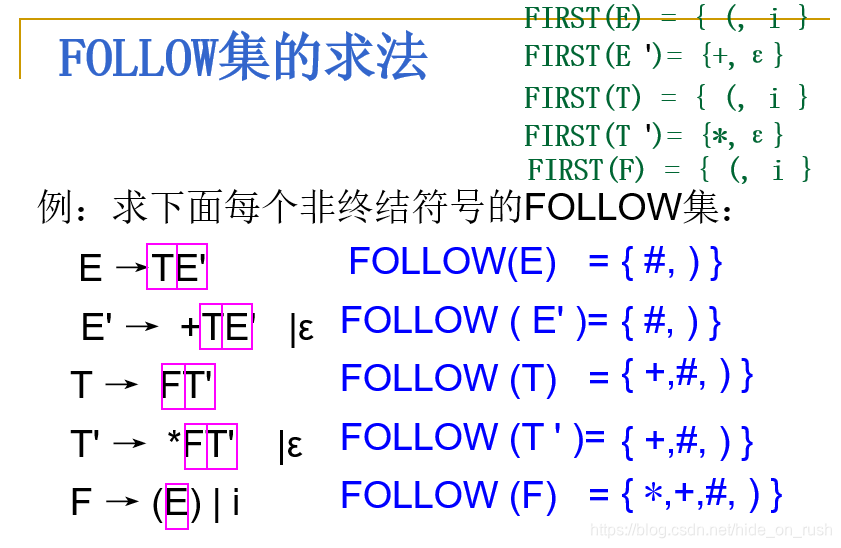 FIRST(E) = { (, i }
FOLLOW集的求法
FIRST(E ')= {+, ε}
FIRST(T) = { (, i }
FIRST(T ')= {*, ε}
FIRST(F) = { (, i }
例：求下面每个非终结符号的FOLLOW集：
E →TE' FOLLOW(E) = { #, ) }
E' → +TE' |ε FOLLOW ( E' )= { #, ) }
T → FT' FOLLOW (T) = { +,#, ) }
T' → *FT' |ε FOLLOW (T ' )= { +,#, ) }
F → (E) | i FOLLOW (F) = { *,+,#, ) }
https://blog.csdn.net/hide_on_rush